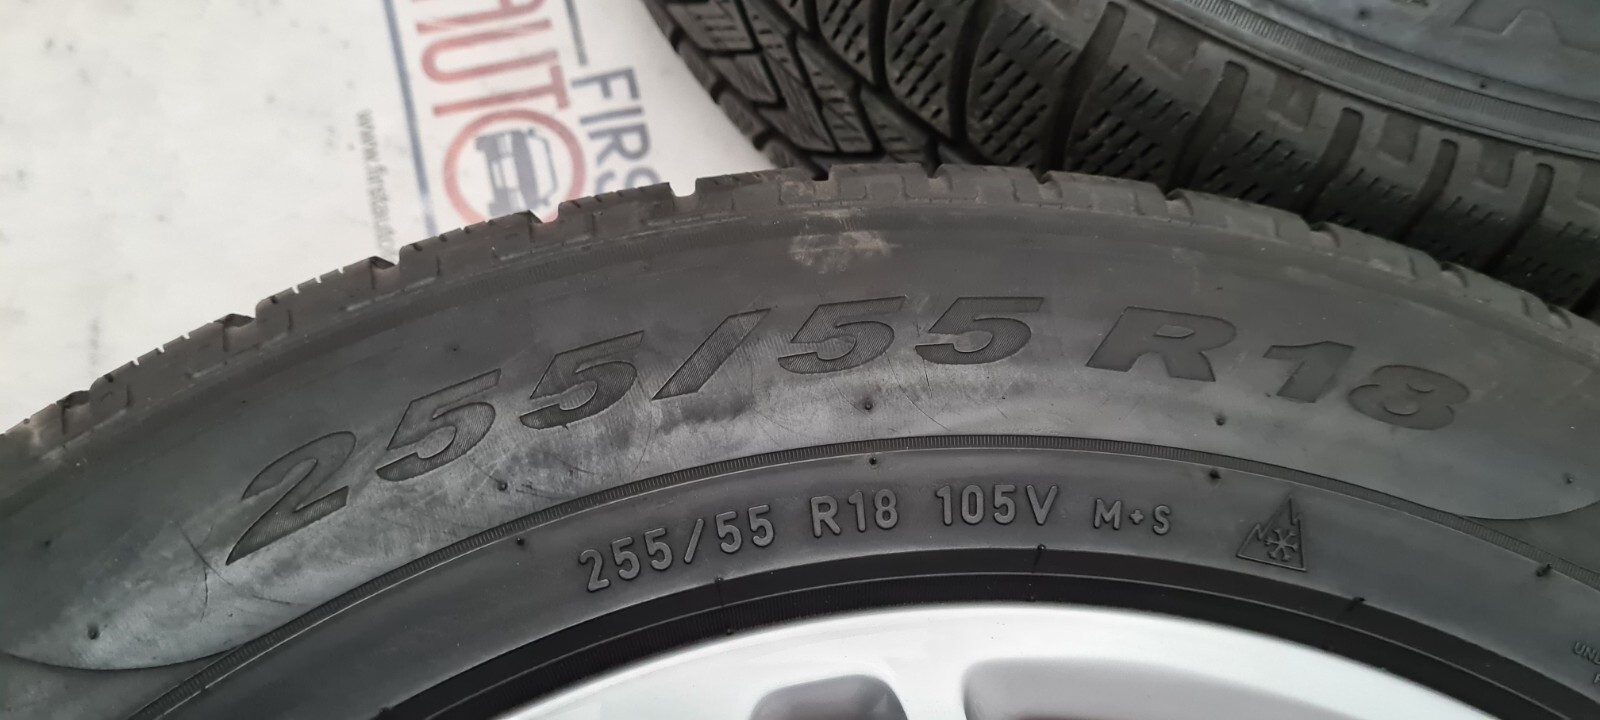 AUTO
FIRS
255/55 R18
255/55 R18 105V M+S